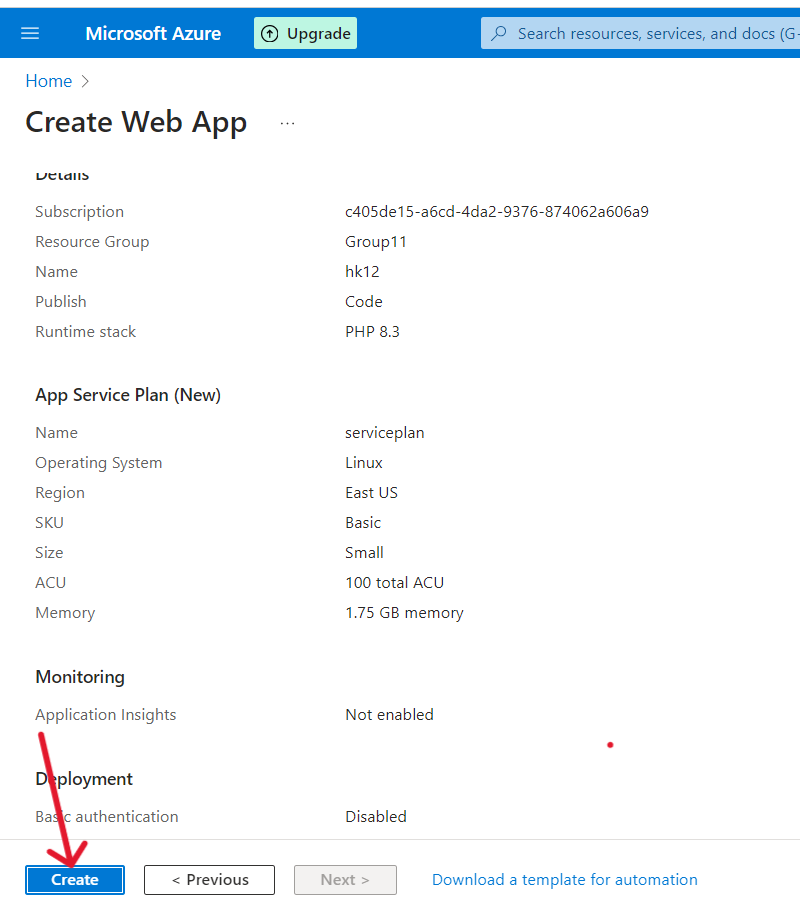 Microsoft Azure Upgrade Search resources, services, and docs (G-
Home >
Create Web App ...
Details
Subscription c405de15-a6cd-4da2-9376-874062a606a9
Resource Group Group11
Name hk12
Publish Code
Runtime stack PHP 8.3
App Service Plan (New)
Name serviceplan
Operating System Linux
Region East US
SKU Basic
Size Small
ACU 100 total ACU
Memory 1.75 GB memory
Monitoring
Application Insights Not enabled
Deployment
Basic authentication Disabled
Create < Previous Next > Download a template for automation